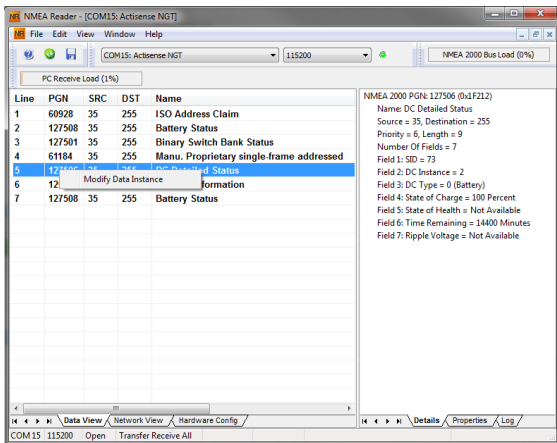 NMEA Reader - [COM15: Actisense NGT]
File Edit View Window Help
COM15: Actisense NGT 115200 NMEA 2000 Bus Load (0%)
PC Receive Load (1%)
Line PGN SRC DST Name
1 60928 35 255 ISO Address Claim
2 127508 35 255 Battery Status
3 127501 35 255 Binary Switch Bank Status
4 61184 35 255 Manu. Proprietary single-frame addressed
5 127506 35 255 DC Detailed Status
Modify Data Instance
6 12 formation
7 127508 35 255 Battery Status
NMEA 2000 PGN: 127506 (0x1F212)
Name: DC Detailed Status
Source = 35, Destination = 255
Priority = 6, Length = 9
Number Of Fields = 7
Field 1: SID = 73
Field 2: DC Instance = 2
Field 3: DC Type = 0 (Battery)
Field 4: State of Charge = 100 Percent
Field 5: State of Health = Not Available
Field 6: Time Remaining = 14400 Minutes
Field 7: Ripple Voltage = Not Available
Data View Network View Hardware Config
Details Properties Log
COM15 115200 Open Transfer Receive All